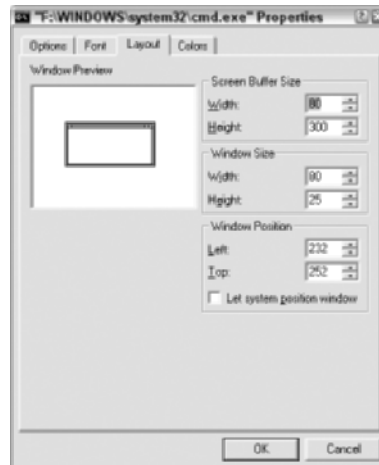 "F:\WINDOWS\system32\cmd.exe" Properties
Options Font Layout Colors
Window Preview
Screen Buffer Size
Width: 80
Height: 300
Window Size
Width: 80
Height: 25
Window Position
Left: 232
Top: 252
Let system position window
OK Cancel